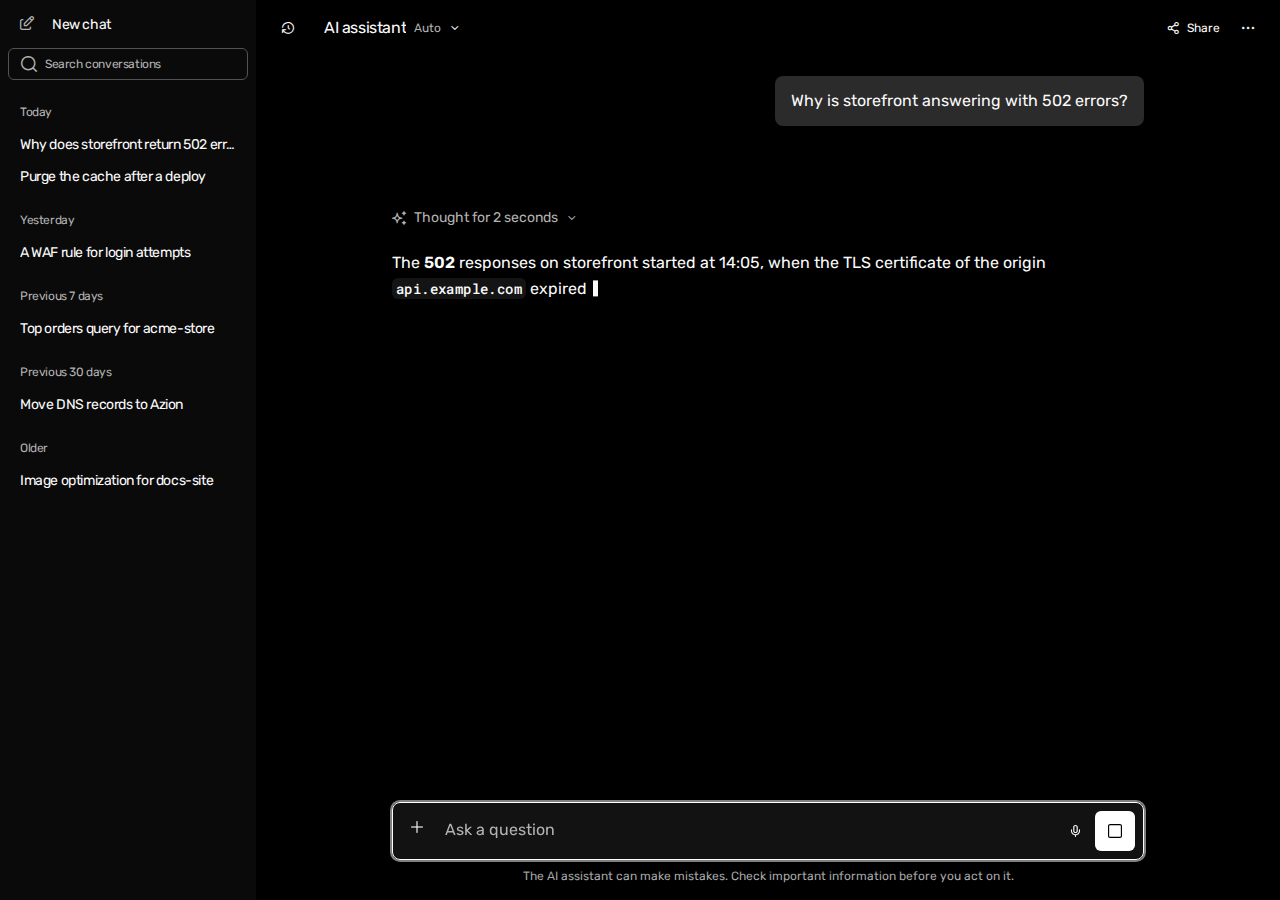 New chat
Search conversations
Today
Why does storefront return 502 err…
Purge the cache after a deploy
Yesterday
A WAF rule for login attempts
Previous 7 days
Top orders query for acme-store
Previous 30 days
Move DNS records to Azion
Older
Image optimization for docs-site
AI assistant Auto
Share
Why is storefront answering with 502 errors?
Thought for 2 seconds
The 502 responses on storefront started at 14:05, when the TLS certificate of the origin
api.example.com expired
Ask a question
The AI assistant can make mistakes. Check important information before you act on it.